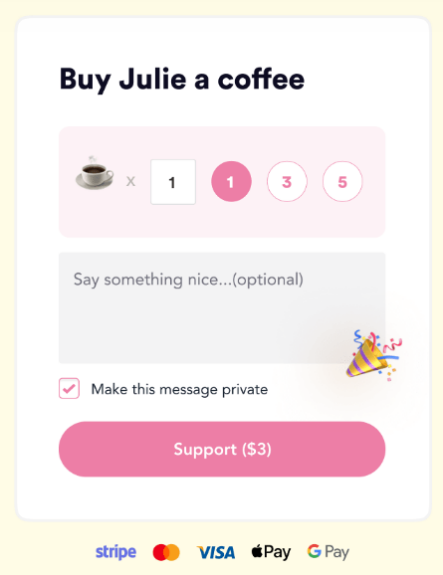 Buy Julie a coffee
x 1 1 3 5
Say something nice...(optional)
Make this message private
Support ($3)
stripe VISA Pay G Pay